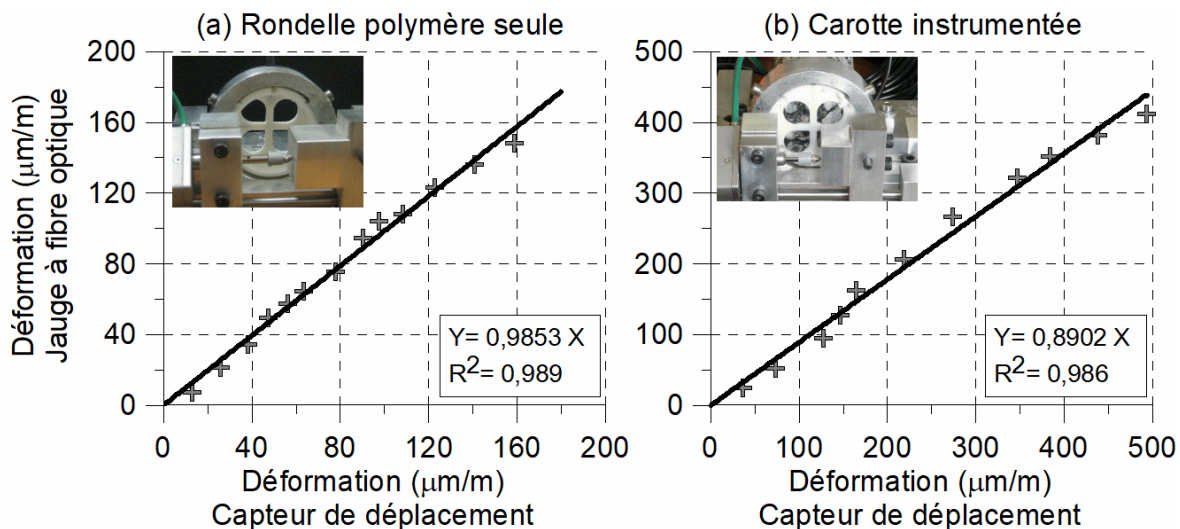 (a) Rondelle polymère seule
Déformation (μm/m)
Jauge à fibre optique
200
160
120
80
40
0
Y= 0,9853 X
R²= 0,989
0 40 80 120 160 200
Déformation (μm/m)
Capteur de déplacement
(b) Carotte instrumentée
500
400
300
200
100
0
Y= 0,8902 X
R²= 0,986
0 100 200 300 400 500
Déformation (μm/m)
Capteur de déplacement